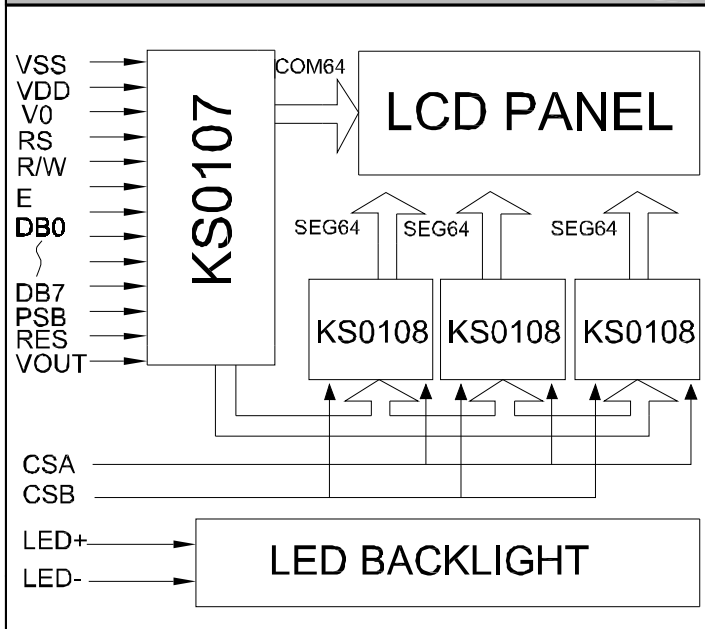 VSS
VDD
V0
RS
R/W
E
DB0
DB7
PSB
RES
VOUT
KS0107
COM64
LCD PANEL
SEG64
SEG64
SEG64
KS0108
KS0108
KS0108
CSA
CSB
LED+
LED-
LED BACKLIGHT